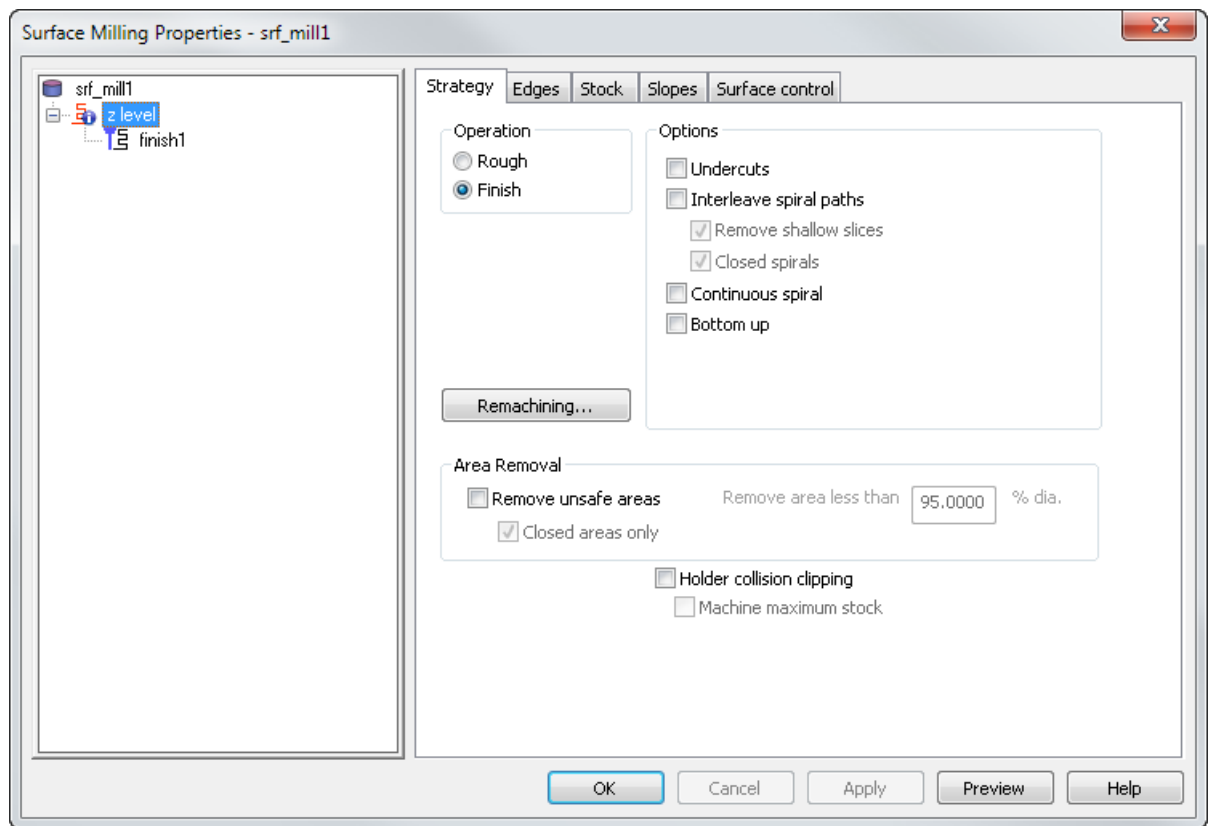 Surface Milling Properties - srf_mill1
srf_mill1
z level
finish1
Strategy Edges Stock Slopes Surface control
Operation
Rough
Finish
Options
Undercuts
Interleave spiral paths
Remove shallow slices
Closed spirals
Continuous spiral
Bottom up
Remachining...
Area Removal
Remove unsafe areas Remove area less than 95.0000 % dia.
Closed areas only
Holder collision clipping
Machine maximum stock
OK Cancel Apply Preview Help